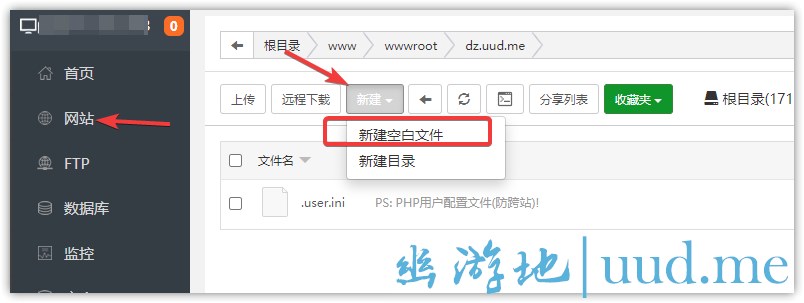 0
首页
网站
FTP
数据库
监控
根目录 www wwwroot dz.uud.me
上传 远程下载 新建 分享列表 收藏夹 根目录(171
新建空白文件
新建目录
文件名
.user.ini PS: PHP用户配置文件(防跨站)!
幽游地|uud.me